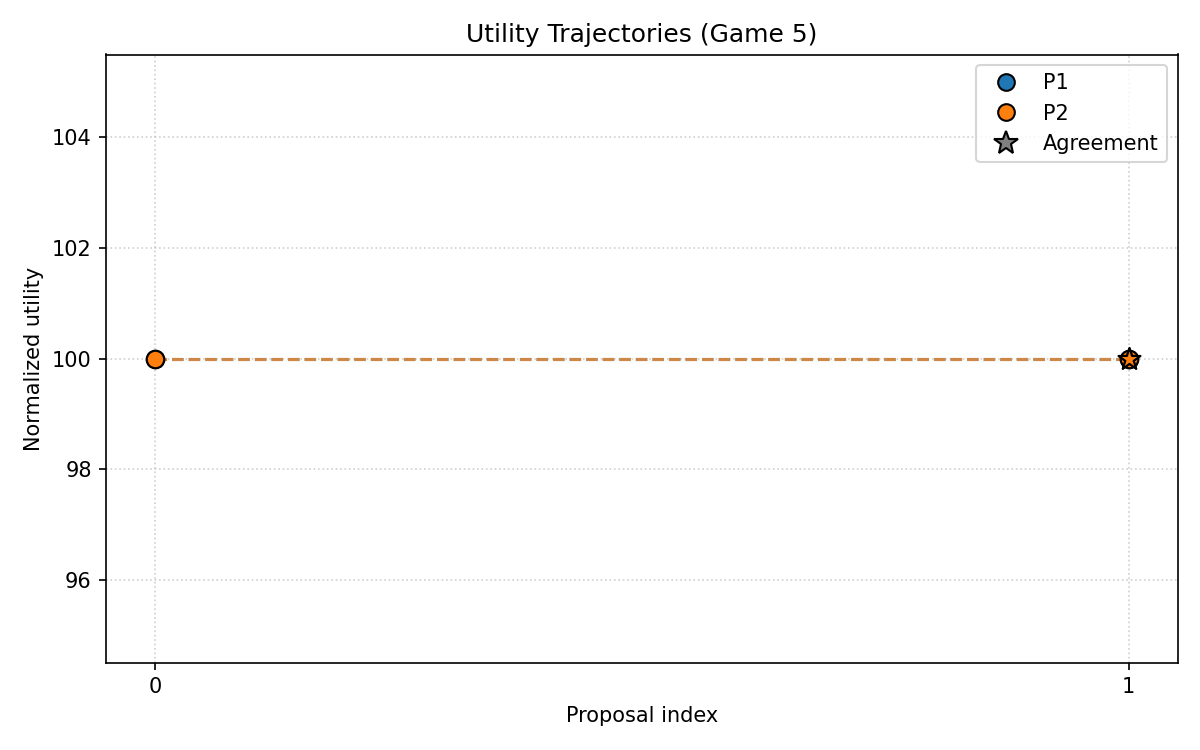 Utility Trajectories (Game 5)
P1
P2
Agreement
104
102
100
98
96
Normalized utility
0
1
Proposal index